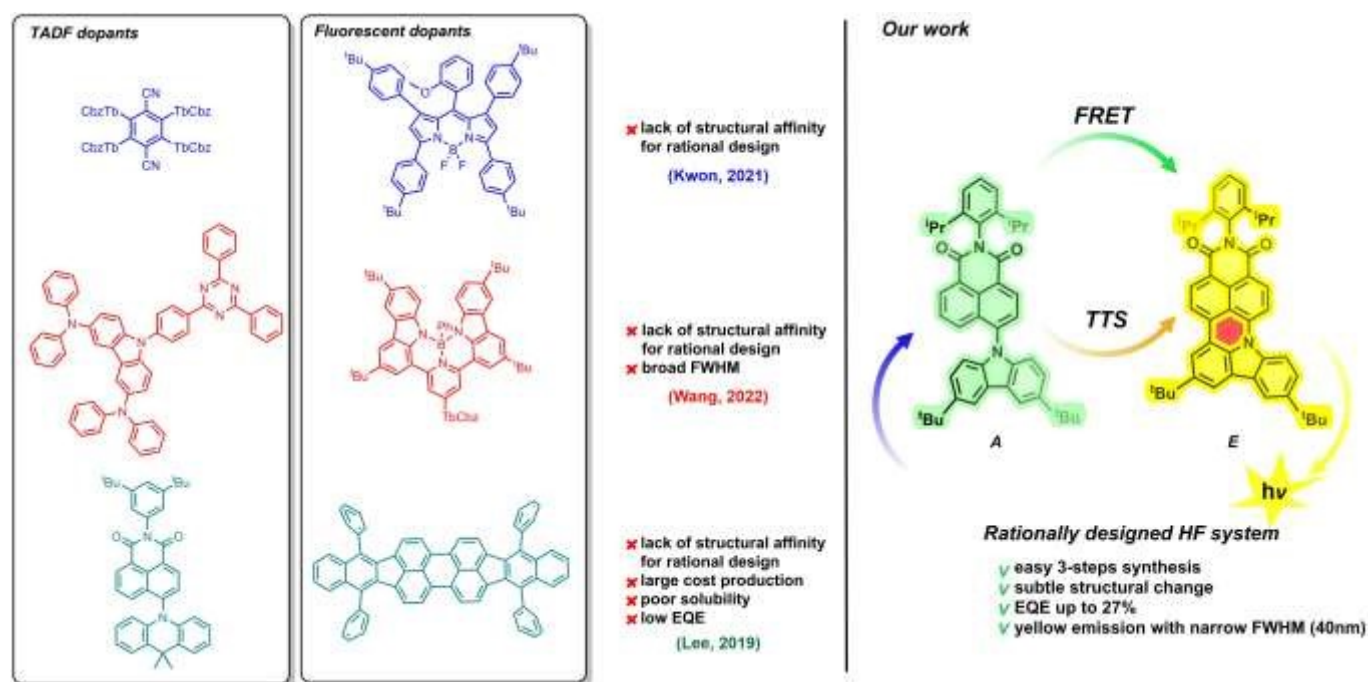 TADF dopants
CN
CbzTb
TbCbz
CbzTb
TbCbz
CN
N
N
N
N
N
N
ᵗBu
ᵗBu
O
N
O
N
Fluorescent dopants
ᵗBu
ᵗBu
O
N
N
B
F
F
ᵗBu
ᵗBu
ᵗBu
ᵗBu
Ph
N
N
B
N
ᵗBu
ᵗBu
TbCbz
✘ lack of structural affinity
for rational design
(Kwon, 2021)
✘ lack of structural affinity
for rational design
✘ broad FWHM
(Wang, 2022)
✘ lack of structural affinity
for rational design
✘ large cost production
✘ poor solubility
✘ low EQE
(Lee, 2019)
Our work
FRET
TTS
ⁱPr
ⁱPr
O
N
O
N
ᵗBu
ᵗBu
A
ⁱPr
ⁱPr
O
N
O
N
ᵗBu
ᵗBu
E
hν
Rationally designed HF system
√ easy 3-steps synthesis
√ subtle structural change
√ EQE up to 27%
√ yellow emission with narrow FWHM (40nm)